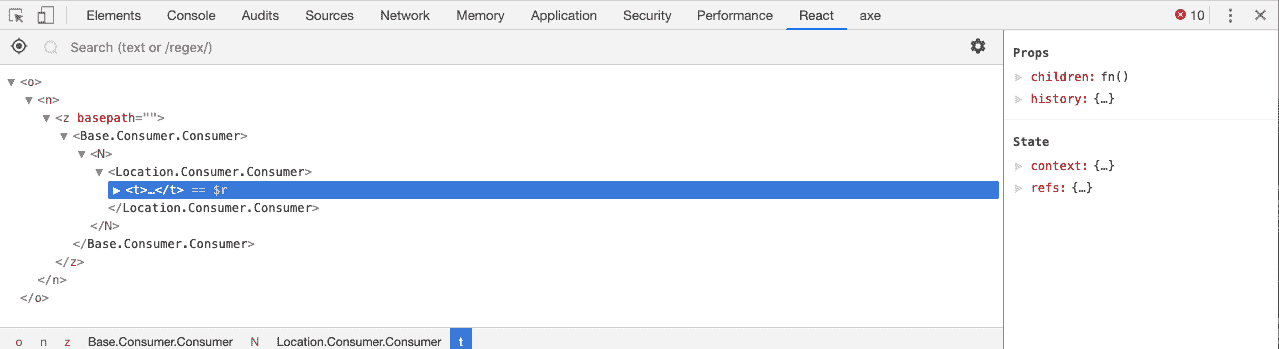 Elements Console Audits Sources Network Memory Application Security Performance React axe 10
Search (text or /regex/)
<o>
<n>
<z basepath="">
<Base.Consumer.Consumer>
<N>
<Location.Consumer.Consumer>
<t>…</t> == $r
</Location.Consumer.Consumer>
</N>
</Base.Consumer.Consumer>
</z>
</n>
</o>
o n z Base.Consumer.Consumer N Location.Consumer.Consumer t
Props
children: fn()
history: {…}
State
context: {…}
refs: {…}